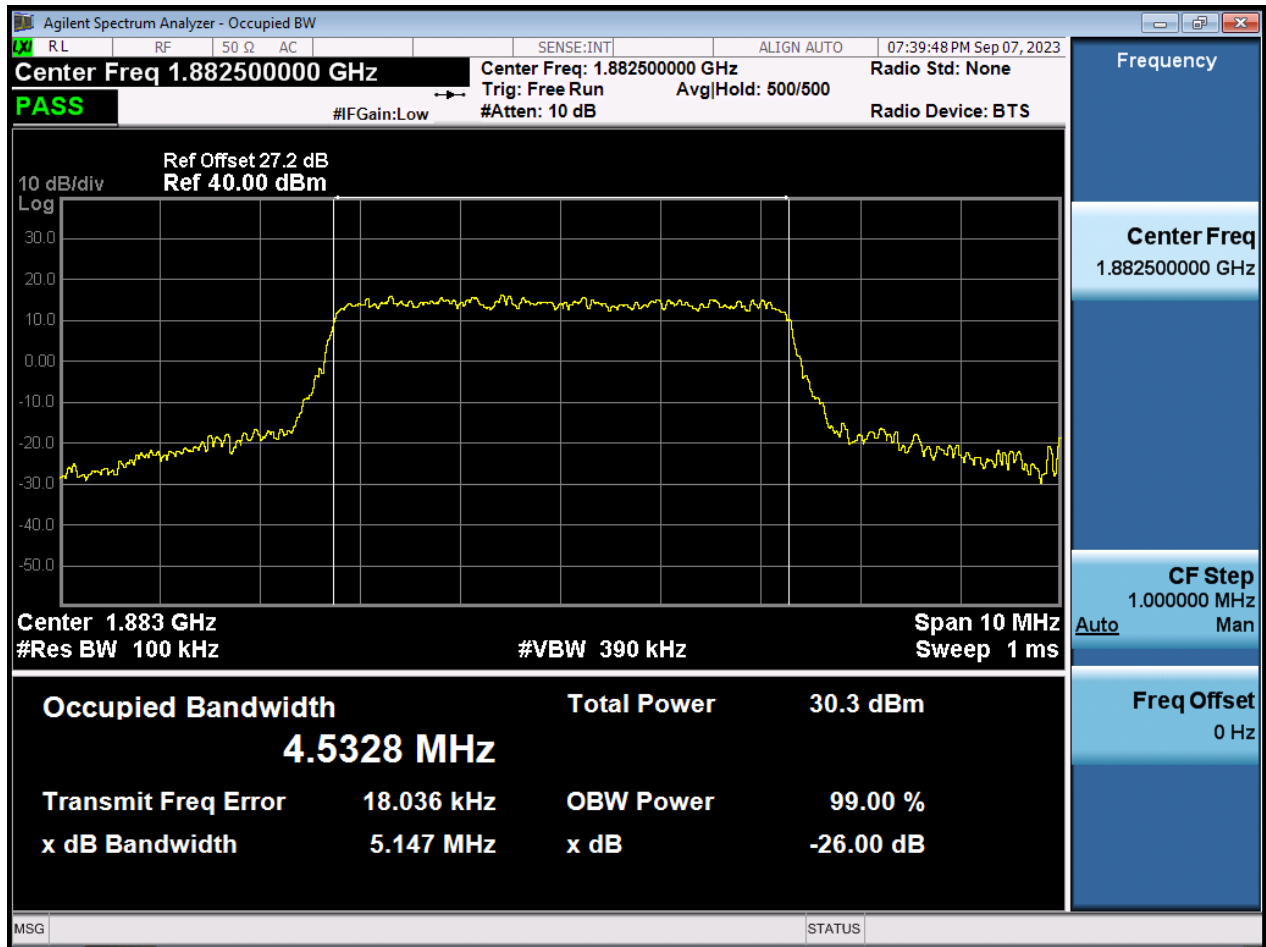 Agilent Spectrum Analyzer - Occupied BW
LXI RL RF 50 Ω AC SENSE:INT ALIGN AUTO 07:39:48 PM Sep 07, 2023
Center Freq 1.882500000 GHz
Center Freq: 1.882500000 GHz Radio Std: None
Trig: Free Run Avg|Hold: 500/500
PASS
#IFGain:Low #Atten: 10 dB Radio Device: BTS
Ref Offset 27.2 dB
10 dB/div Ref 40.00 dBm
Log
30.0
20.0
10.0
0.00
-10.0
-20.0
-30.0
-40.0
-50.0
Center 1.883 GHz Span 10 MHz
#Res BW 100 kHz #VBW 390 kHz Sweep 1 ms
Occupied Bandwidth Total Power 30.3 dBm
4.5328 MHz
Transmit Freq Error 18.036 kHz OBW Power 99.00 %
x dB Bandwidth 5.147 MHz x dB -26.00 dB
MSG STATUS
Frequency
Center Freq
1.882500000 GHz
CF Step
1.000000 MHz
Auto Man
Freq Offset
0 Hz